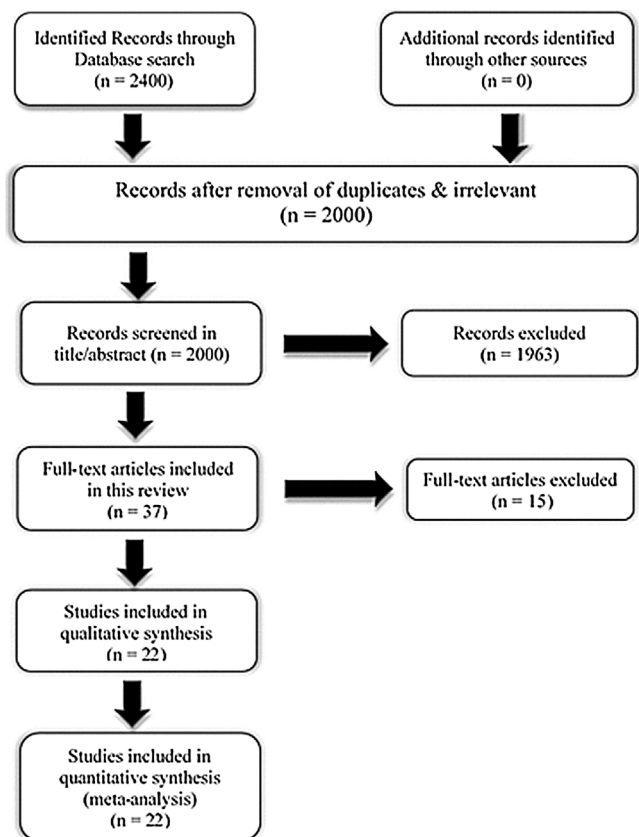 Identified Records through
Database search
(n = 2400)
Additional records identified
through other sources
(n = 0)
Records after removal of duplicates & irrelevant
(n = 2000)
Records screened in
title/abstract (n = 2000)
Records excluded
(n = 1963)
Full-text articles included
in this review
(n = 37)
Full-text articles excluded
(n = 15)
Studies included in
qualitative synthesis
(n = 22)
Studies included in
quantitative synthesis
(meta-analysis)
(n = 22)